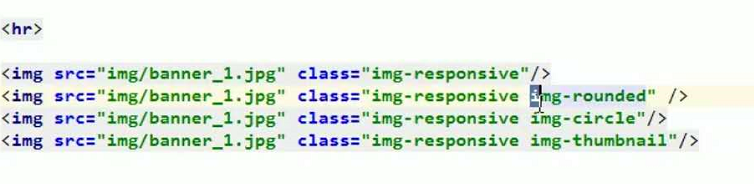 <hr>
<img src="img/banner_1.jpg" class="img-responsive"/>
<img src="img/banner_1.jpg" class="img-responsive img-rounded" />
<img src="img/banner_1.jpg" class="img-responsive img-circle"/>
<img src="img/banner_1.jpg" class="img-responsive img-thumbnail"/>